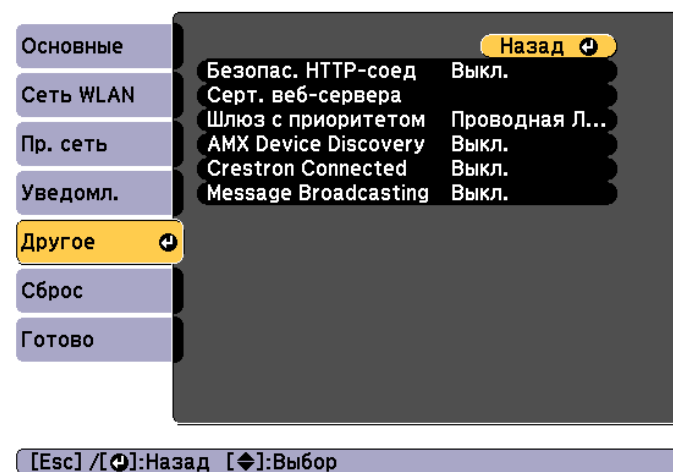 Основные
Сеть WLAN
Пр. сеть
Уведомл.
Другое
Сброс
Готово
Назад
Безопас. HTTP-соед Выкл.
Серт. веб-сервера
Шлюз с приоритетом Проводная Л...
AMX Device Discovery Выкл.
Crestron Connected Выкл.
Message Broadcasting Выкл.
[Esc] /[⏎]:Назад [◆]:Выбор